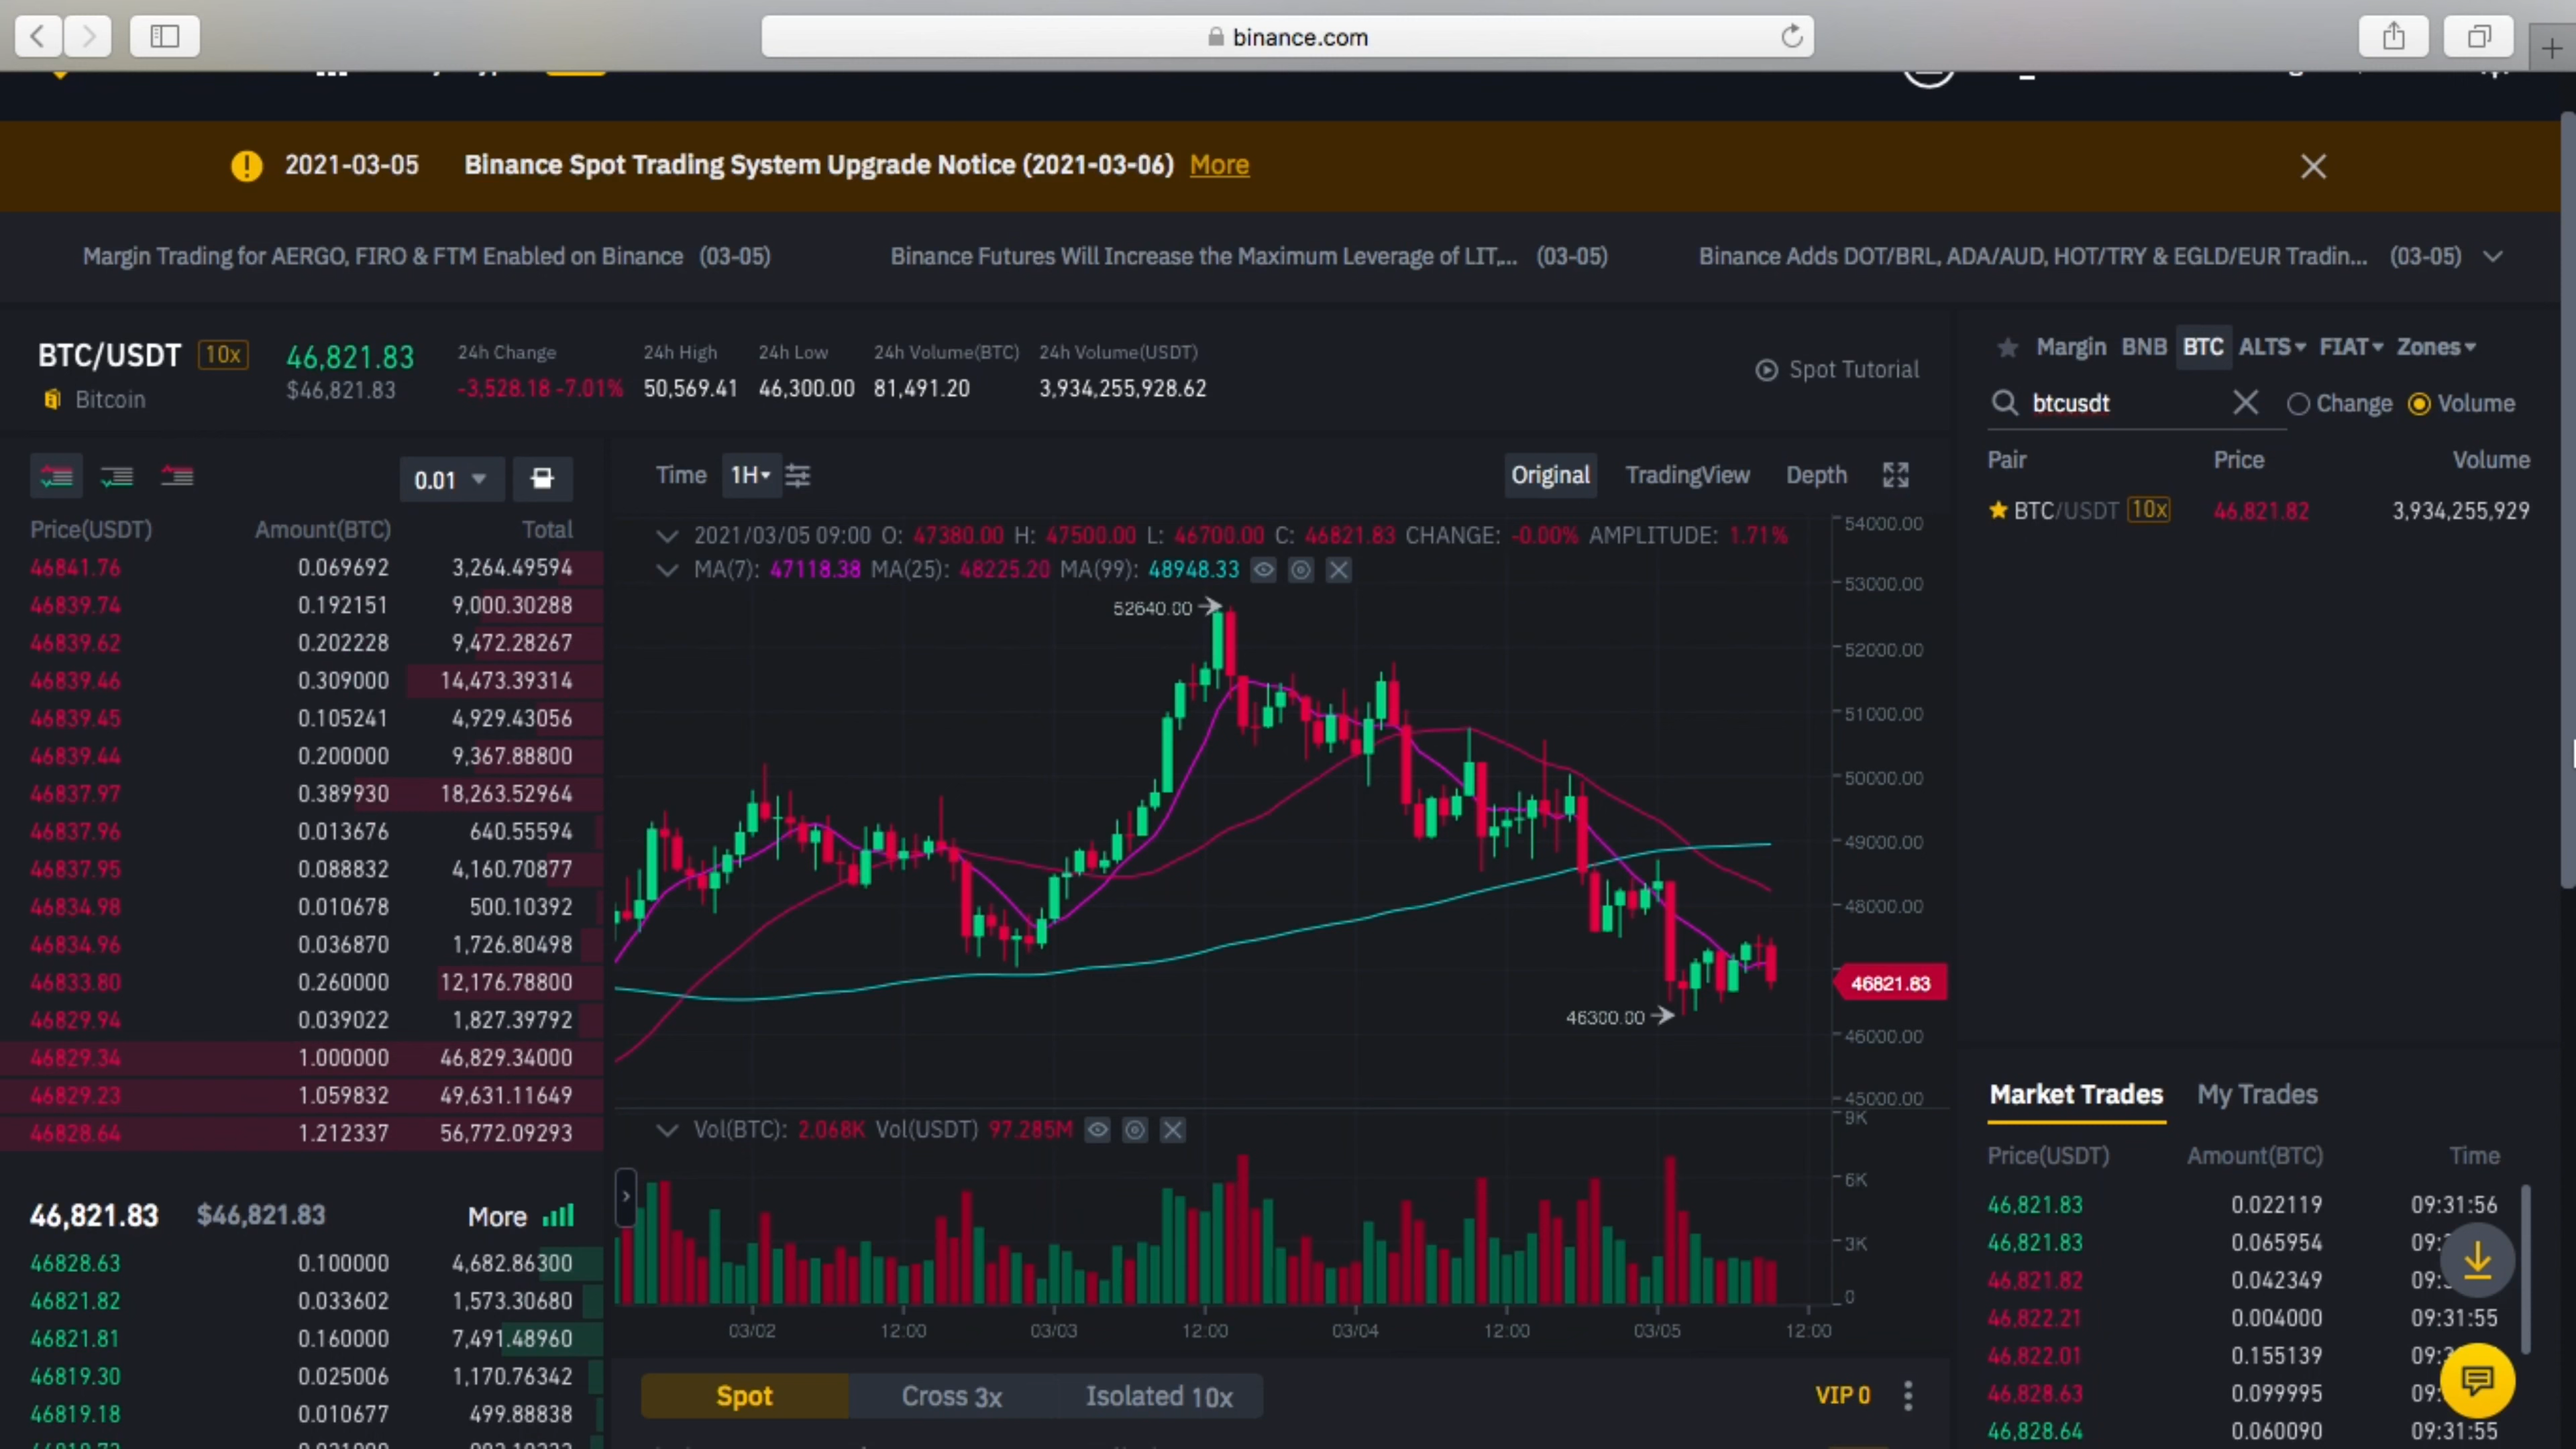 binance.com
2021-03-05 Binance Spot Trading System Upgrade Notice (2021-03-06) More
Margin Trading for AERGO, FIRO & FTM Enabled on Binance (03-05) Binance Futures Will Increase the Maximum Leverage of LIT,... (03-05) Binance Adds DOT/BRL, ADA/AUD, HOT/TRY & EGLD/EUR Tradin... (03-05)
BTC/USDT 10x
Bitcoin
46,821.83
$46,821.83
24h Change
-3,528.18 -7.01%
24h High
50,569.41
24h Low
46,300.00
24h Volume(BTC)
81,491.20
24h Volume(USDT)
3,934,255,928.62
Spot Tutorial
0.01
Price(USDT) Amount(BTC) Total
46841.76 0.069692 3,264.49594
46839.74 0.192151 9,000.30288
46839.62 0.202228 9,472.28267
46839.46 0.309000 14,473.39314
46839.45 0.105241 4,929.43056
46839.44 0.200000 9,367.88800
46837.97 0.389930 18,263.52964
46837.96 0.013676 640.55594
46837.95 0.088832 4,160.70877
46834.98 0.010678 500.10392
46834.96 0.036870 1,726.80498
46833.80 0.260000 12,176.78800
46829.94 0.039022 1,827.39792
46829.34 1.000000 46,829.34000
46829.23 1.059832 49,631.11649
46828.64 1.212337 56,772.09293
46,821.83 $46,821.83 More
46828.63 0.100000 4,682.86300
46821.82 0.033602 1,573.30680
46821.81 0.160000 7,491.48960
46819.30 0.025006 1,170.76342
46819.18 0.010677 499.88838
Time 1H Original TradingView Depth
2021/03/05 09:00 O: 47380.00 H: 47500.00 L: 46700.00 C: 46821.83 CHANGE: -0.00% AMPLITUDE: 1.71%
MA(7): 47118.38 MA(25): 48225.20 MA(99): 48948.33
52640.00
46300.00
54000.00
53000.00
52000.00
51000.00
50000.00
49000.00
48000.00
46821.83
46000.00
45000.00
Vol(BTC): 2.068K Vol(USDT) 97.285M
9K
6K
3K
0
03/02 12:00 03/03 12:00 03/04 12:00 03/05 12:00
Spot Cross 3x Isolated 10x VIP 0
Margin BNB BTC ALTS FIAT Zones
btcusdt Change Volume
Pair Price Volume
BTC/USDT 10x 46,821.82 3,934,255,929
Market Trades My Trades
Price(USDT) Amount(BTC) Time
46,821.83 0.022119 09:31:56
46,821.83 0.065954 09:
46,821.82 0.042349 09:
46,822.21 0.004000 09:31:55
46,822.01 0.155139 09:
46,828.63 0.099995 09:
46,828.64 0.060090 09:31:55